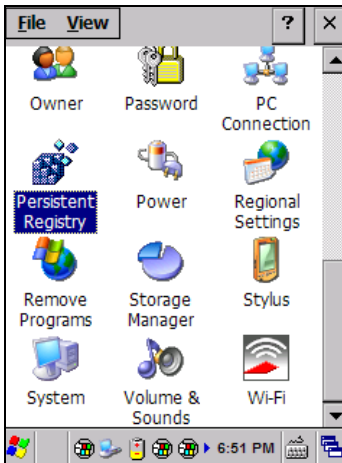 File View ? ×
Owner Password PC
Connection
Persistent Power Regional
Registry Settings
Remove Storage Stylus
Programs Manager
System Volume & Wi-Fi
Sounds
6:51 PM